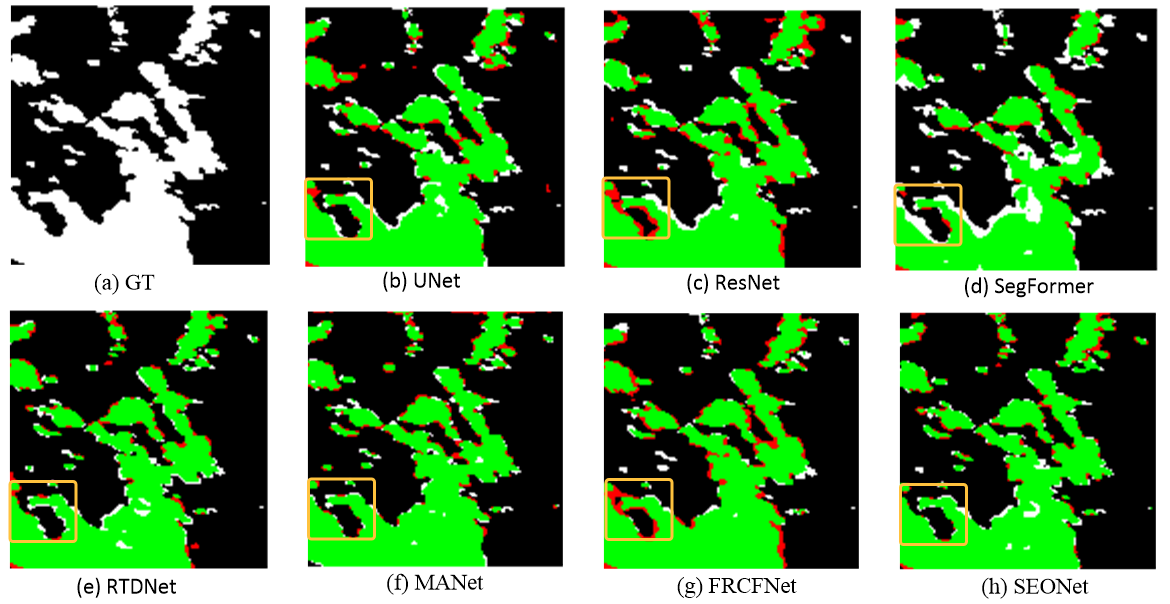 (a) GT
(b) UNet
(c) ResNet
(d) SegFormer
(e) RTDNet
(f) MANet
(g) FRCFNet
(h) SEONet